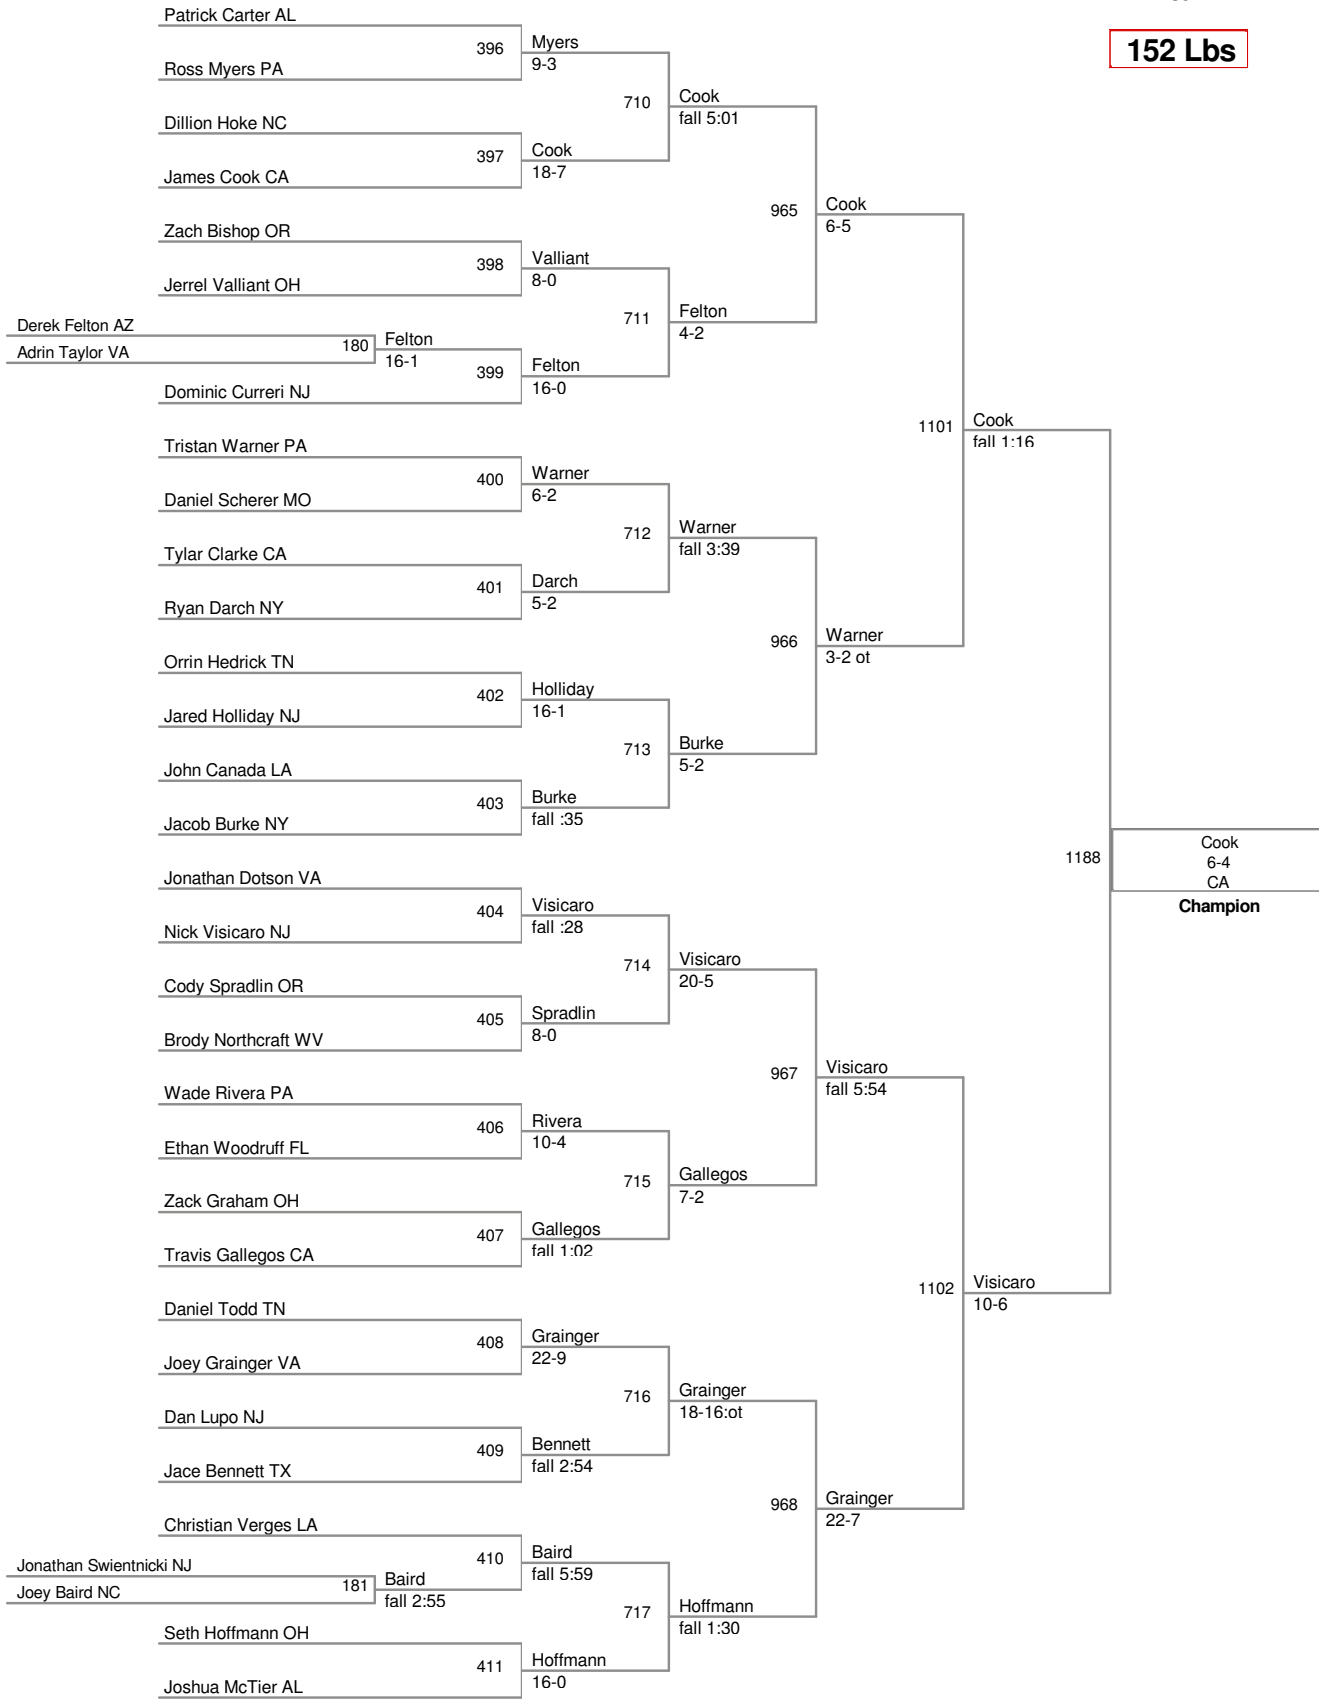 152 Lbs
Patrick Carter AL
396
Myers
9-3
Ross Myers PA
710
Cook
fall 5:01
Dillion Hoke NC
397
Cook
18-7
James Cook CA
965
Cook
6-5
Zach Bishop OR
398
Valliant
8-0
Jerrel Valliant OH
711
Felton
4-2
Derek Felton AZ
180
Felton
16-1
Adrin Taylor VA
399
Felton
16-0
Dominic Curreri NJ
1101
Cook
fall 1:16
Tristan Warner PA
400
Warner
6-2
Daniel Scherer MO
712
Warner
fall 3:39
Tylar Clarke CA
401
Darch
5-2
Ryan Darch NY
966
Warner
3-2 ot
Orrin Hedrick TN
402
Holliday
16-1
Jared Holliday NJ
713
Burke
5-2
John Canada LA
403
Burke
fall :35
Jacob Burke NY
1188
Cook
6-4
CA
Champion
Jonathan Dotson VA
404
Visicaro
fall :28
Nick Visicaro NJ
714
Visicaro
20-5
Cody Spradlin OR
405
Spradlin
8-0
Brody Northcraft WV
967
Visicaro
fall 5:54
Wade Rivera PA
406
Rivera
10-4
Ethan Woodruff FL
715
Gallegos
7-2
Zack Graham OH
407
Gallegos
fall 1:02
Travis Gallegos CA
1102
Visicaro
10-6
Daniel Todd TN
408
Grainger
22-9
Joey Grainger VA
716
Grainger
18-16:ot
Dan Lupo NJ
409
Bennett
fall 2:54
Jace Bennett TX
968
Grainger
22-7
Christian Verges LA
410
Baird
fall 5:59
Jonathan Swientnicki NJ
181
Baird
fall 2:55
Joey Baird NC
717
Hoffmann
fall 1:30
Seth Hoffmann OH
411
Hoffmann
16-0
Joshua McTier AL